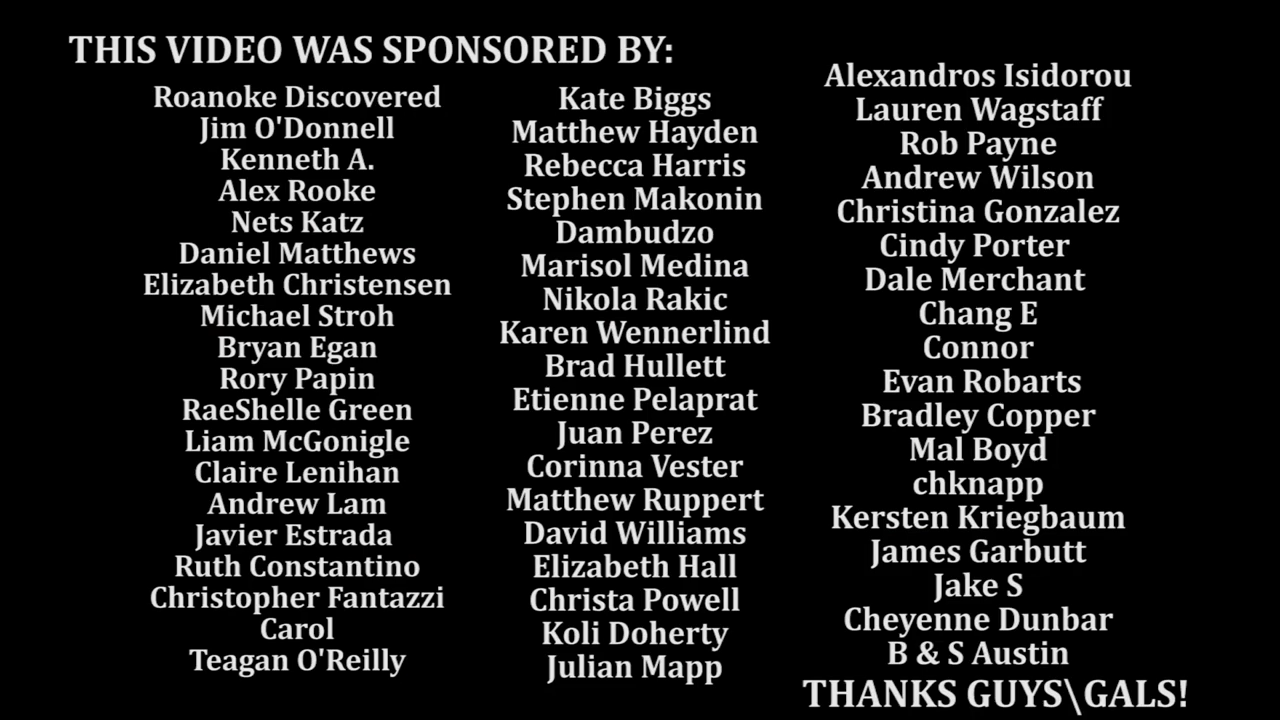 THIS VIDEO WAS SPONSORED BY:
Roanoke Discovered
Jim O'Donnell
Kenneth A.
Alex Rooke
Nets Katz
Daniel Matthews
Elizabeth Christensen
Michael Stroh
Bryan Egan
Rory Papin
RaeShelle Green
Liam McGonigle
Claire Lenihan
Andrew Lam
Javier Estrada
Ruth Constantino
Christopher Fantazzi
Carol
Teagan O'Reilly
Kate Biggs
Matthew Hayden
Rebecca Harris
Stephen Makonin
Dambudzo
Marisol Medina
Nikola Rakic
Karen Wennerlind
Brad Hullett
Etienne Pelaprat
Juan Perez
Corinna Vester
Matthew Ruppert
David Williams
Elizabeth Hall
Christa Powell
Koli Doherty
Julian Mapp
Alexandros Isidorou
Lauren Wagstaff
Rob Payne
Andrew Wilson
Christina Gonzalez
Cindy Porter
Dale Merchant
Chang E
Connor
Evan Robarts
Bradley Copper
Mal Boyd
chknapp
Kersten Kriegbaum
James Garbutt
Jake S
Cheyenne Dunbar
B & S Austin
THANKS GUYS\GALS!